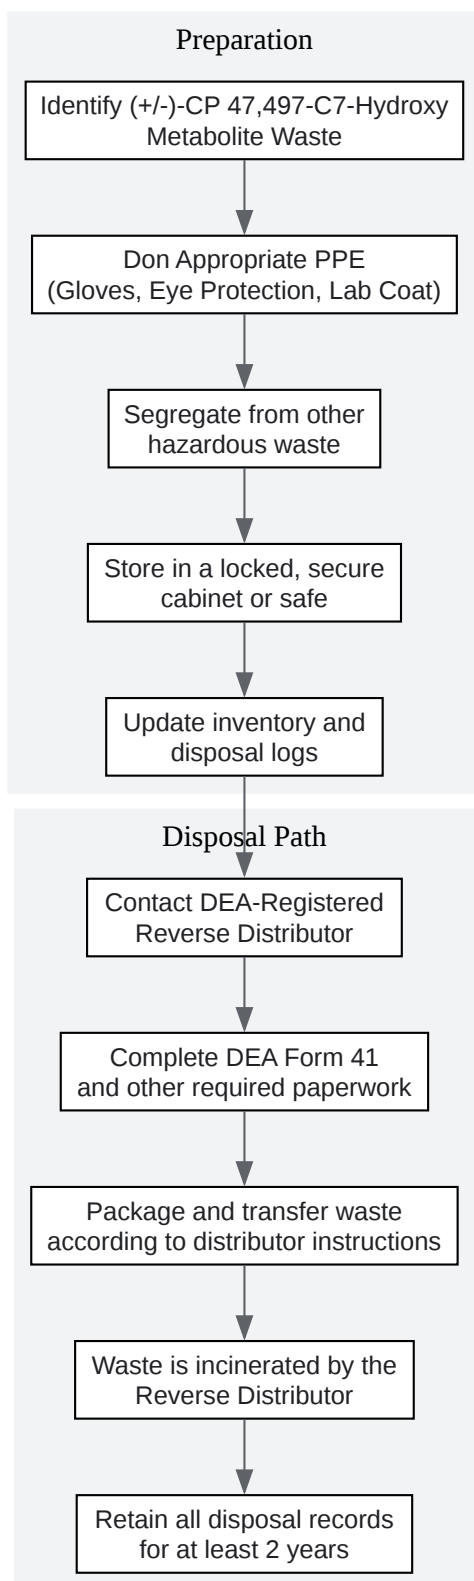 Preparation
Identify (+/-)-CP 47,497-C7-Hydroxy
Metabolite Waste
Don Appropriate PPE
(Gloves, Eye Protection, Lab Coat)
Segregate from other
hazardous waste
Store in a locked, secure
cabinet or safe
Update inventory and
disposal logs
Disposal Path
Contact DEA-Registered
Reverse Distributor
Complete DEA Form 41
and other required paperwork
Package and transfer waste
according to distributor instructions
Waste is incinerated by the
Reverse Distributor
Retain all disposal records
for at least 2 years